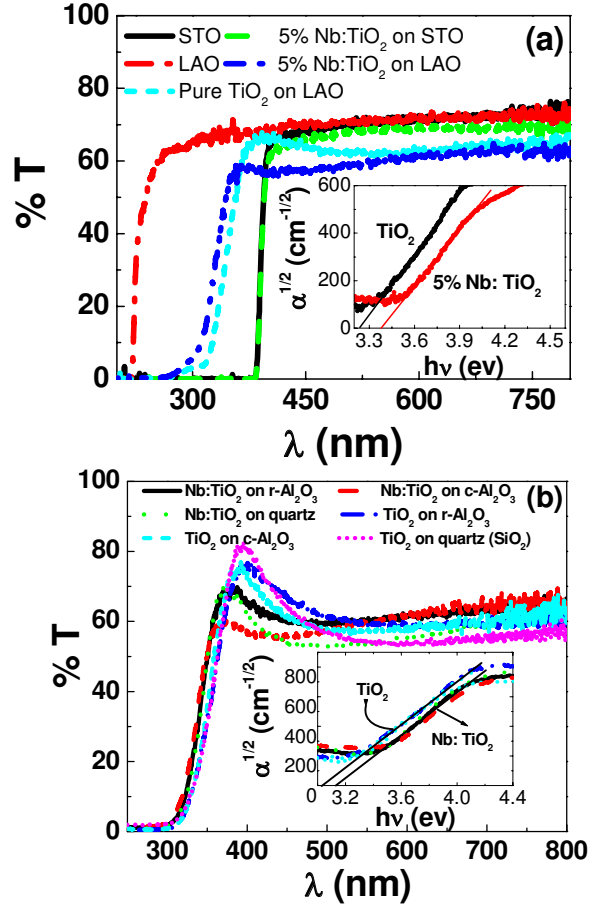 100
STO 5% Nb:TiO₂ on STO (a)
LAO 5% Nb:TiO₂ on LAO
Pure TiO₂ on LAO
80
60
40
20
0
% T
600
400
200
0
α^1/2 (cm^-1/2)
TiO₂
5% Nb: TiO₂
3.3 3.6 3.9 4.2 4.5
hν (ev)
300 450 600 750
λ (nm)
100
Nb:TiO₂ on r-Al₂O₃ Nb:TiO₂ on c-Al₂O₃ (b)
Nb:TiO₂ on quartz TiO₂ on r-Al₂O₃
TiO₂ on c-Al₂O₃ TiO₂ on quartz (SiO₂)
80
60
40
20
0
% T
800
600
400
200
0
α^1/2 (cm^-1/2)
TiO₂
Nb: TiO₂
3.2 3.6 4.0 4.4
hν (ev)
300 400 500 600 700 800
λ (nm)